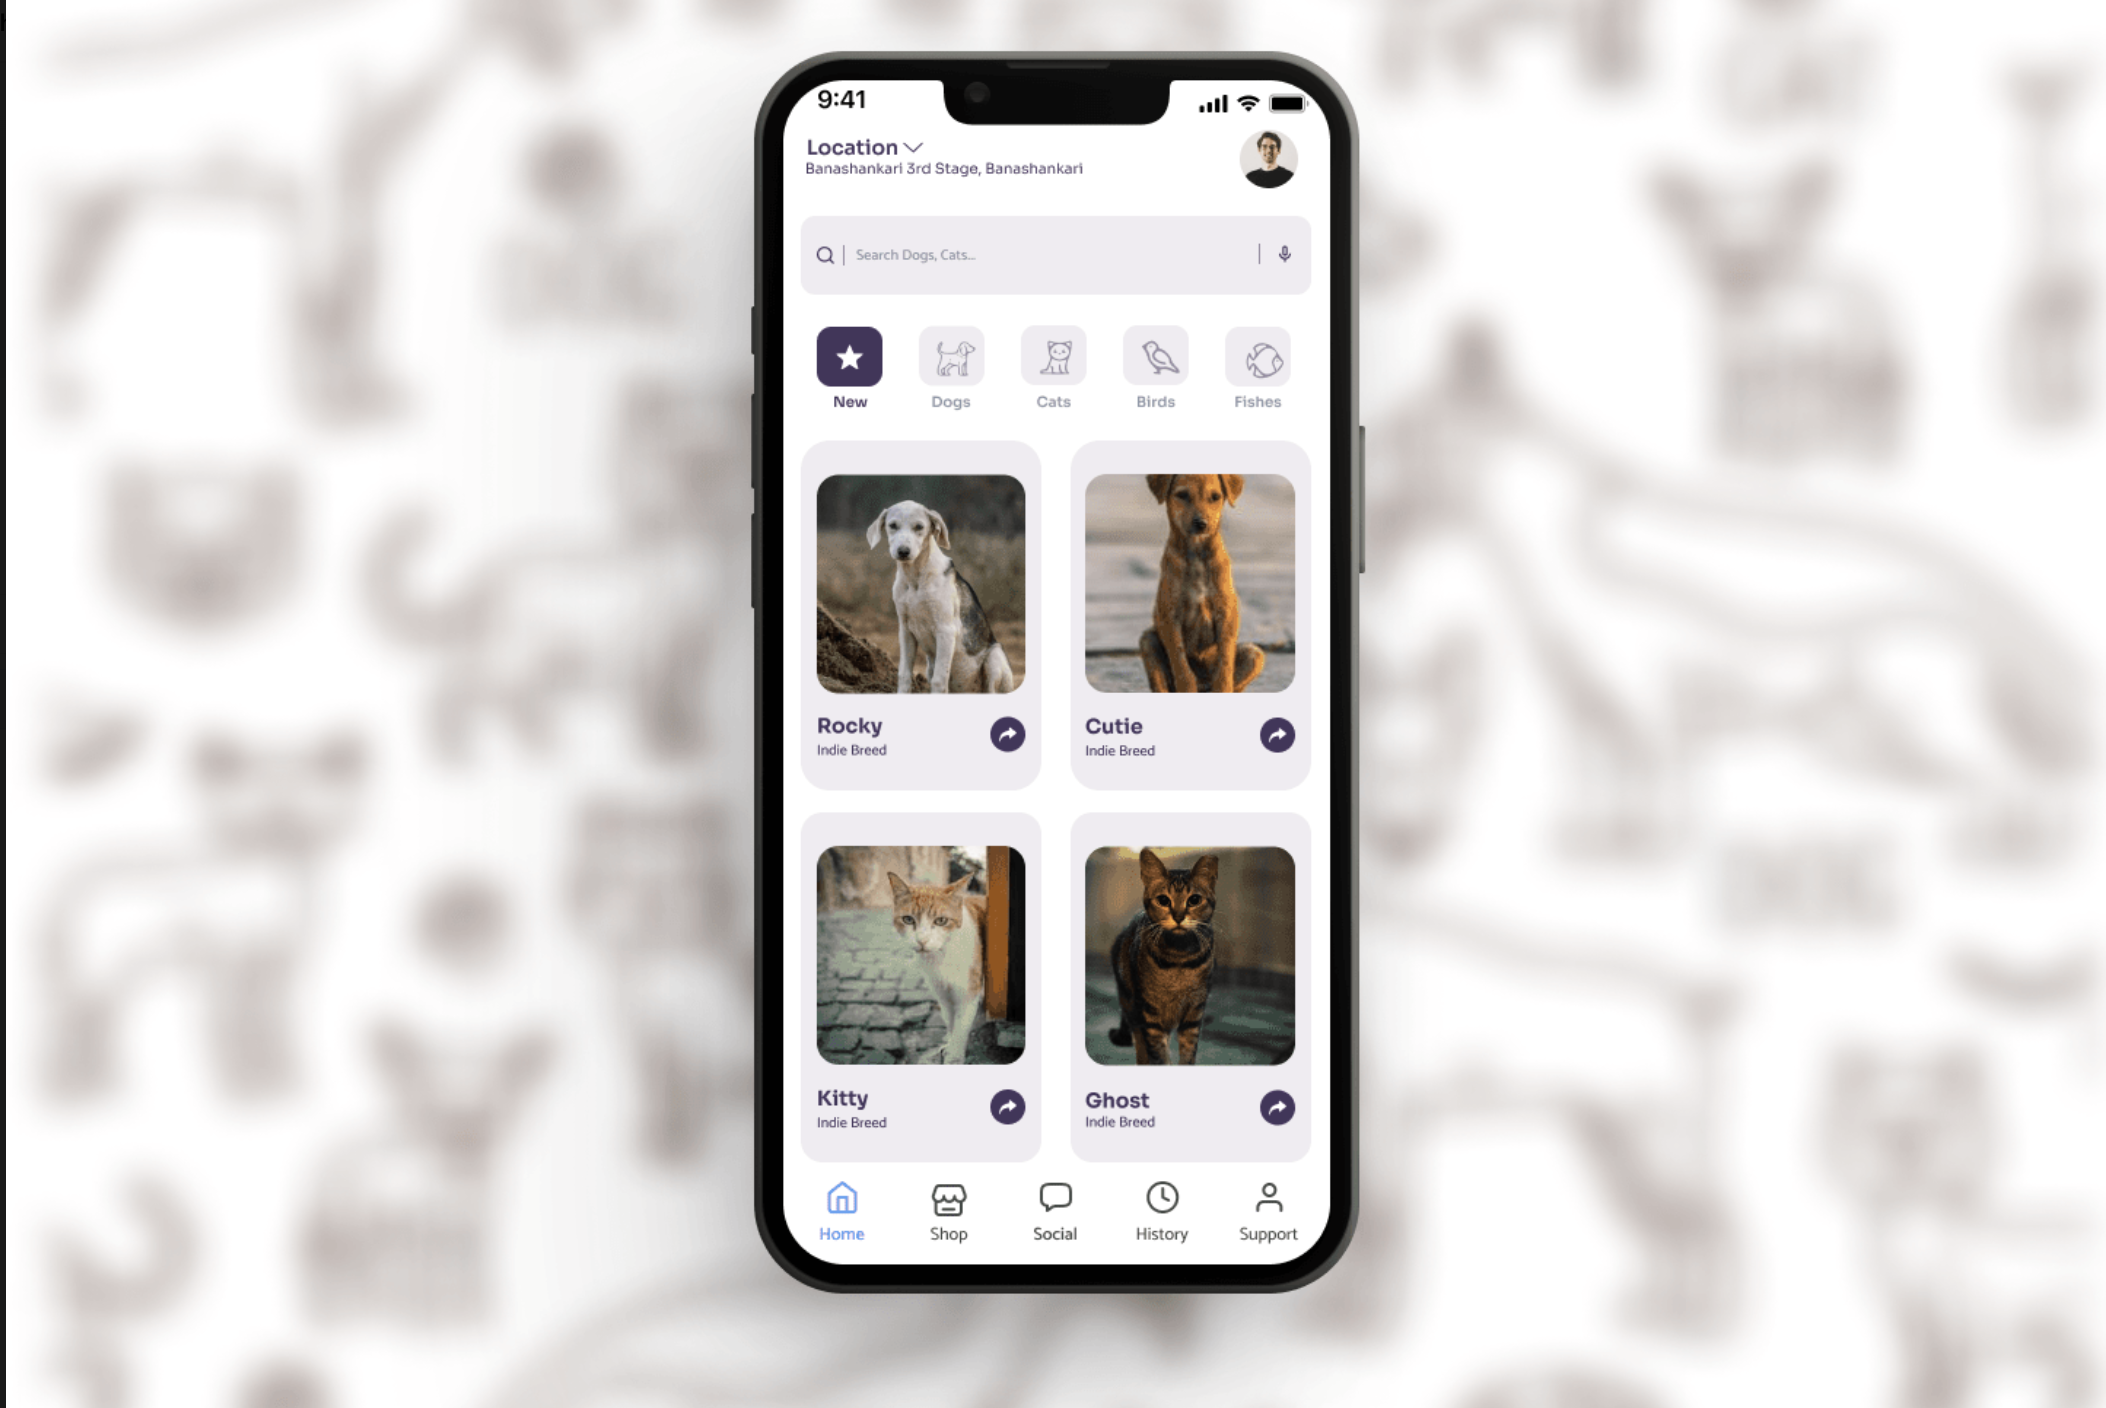 9:41
Location
Banashankari 3rd Stage, Banashankari
Search Dogs, Cats...
New
Dogs
Cats
Birds
Fishes
Rocky
Indie Breed
Cutie
Indie Breed
Kitty
Indie Breed
Ghost
Indie Breed
Home
Shop
Social
History
Support